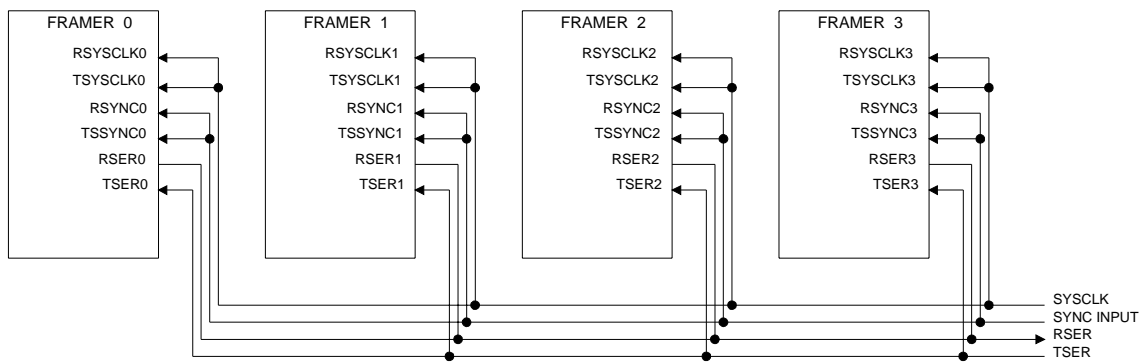 FRAMER 0
RSYSCLK0
TSYSCLK0
RSYNC0
TSSYNC0
RSER0
TSER0
FRAMER 1
RSYSCLK1
TSYSCLK1
RSYNC1
TSSYNC1
RSER1
TSER1
FRAMER 2
RSYSCLK2
TSYSCLK2
RSYNC2
TSSYNC2
RSER2
TSER2
FRAMER 3
RSYSCLK3
TSYSCLK3
RSYNC3
TSSYNC3
RSER3
TSER3
SYSCLK
SYNC INPUT
RSER
TSER